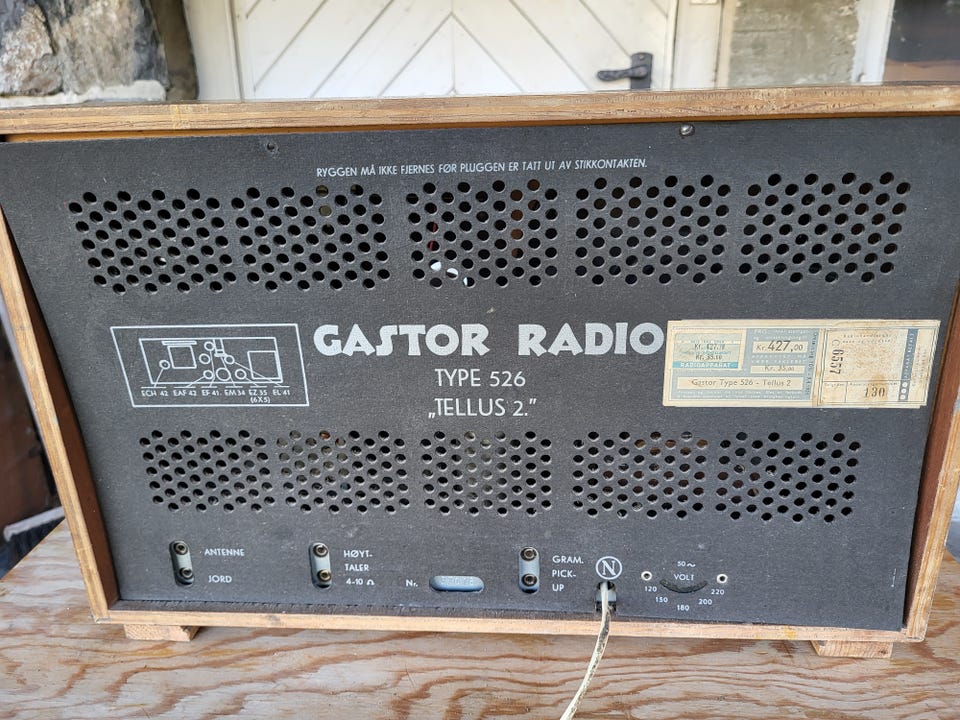 RYGGEN MÅ IKKE FJERNES FØR PLUGGEN ER TATT UT AV STIKKONTAKTEN.
GASTOR RADIO
TYPE 526
„TELLUS 2."
ECH 42 EAF 42 EF 41. EM 34 EZ 35 EL 41
(6X5)
Kr. 427,00
Kr. 35,00
RADIOAPPARAT
Gastor Type 526 - Tellus 2
C 6557
130
ANTENNE
JORD
HØYT-
TALER
4-10 Ω
Nr.
GRAM.
PICK-
UP
N
50 ~
VOLT
120
150
180
200
220